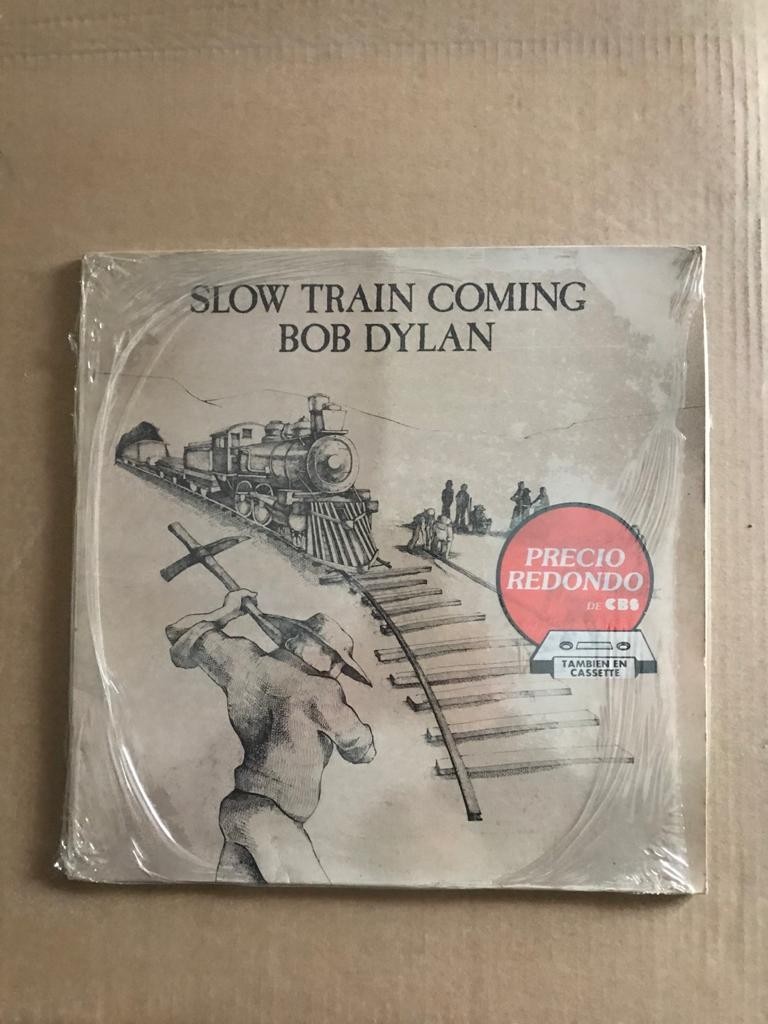 SLOW TRAIN COMING
BOB DYLAN
PRECIO
REDONDO
DE CBS
TAMBIEN EN
CASSETTE